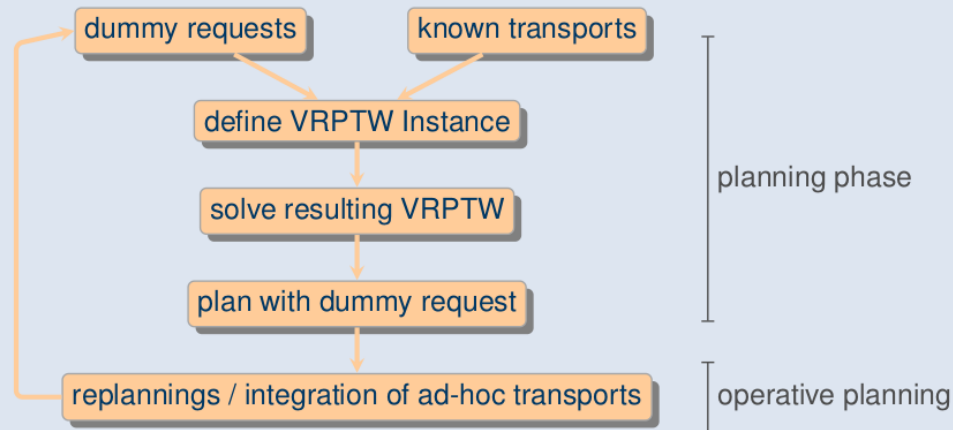 dummy requests
known transports
define VRPTW Instance
solve resulting VRPTW
planning phase
plan with dummy request
replannings / integration of ad-hoc transports
operative planning